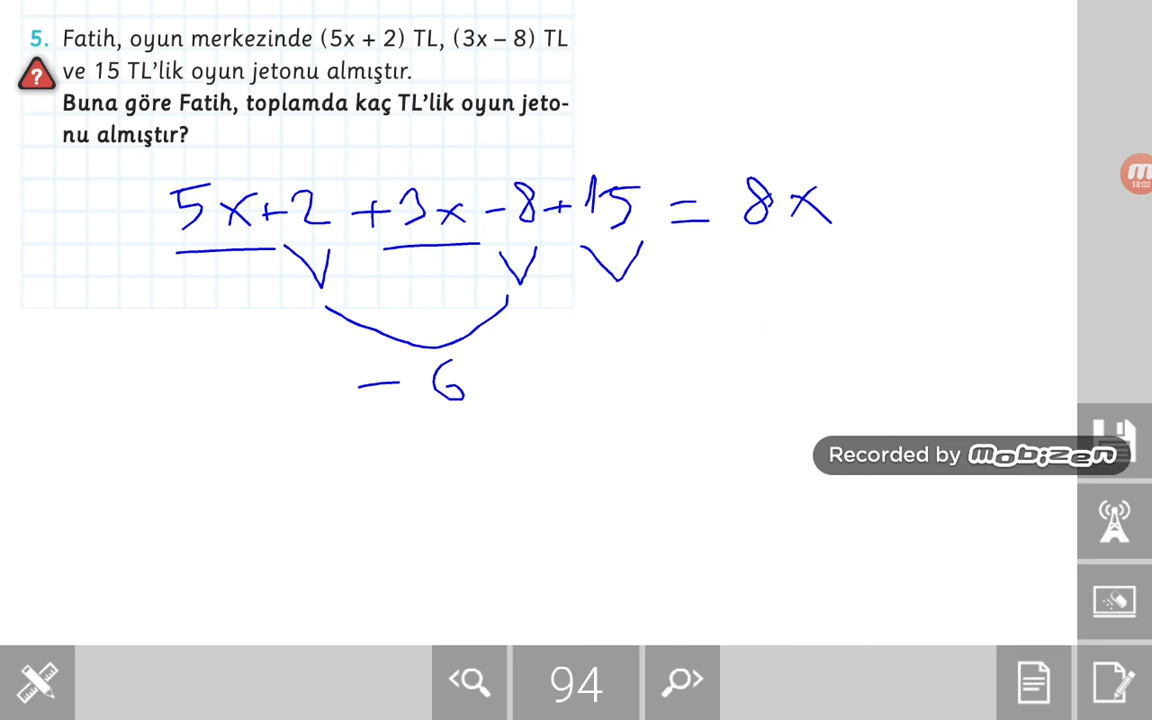 5. Fatih, oyun merkezinde (5x + 2) TL, (3x – 8) TL
? ve 15 TL'lik oyun jetonu almıştır.
Buna göre Fatih, toplamda kaç TL'lik oyun jeto-
nu almıştır?
5x+2 +3x -8+15 = 8x
- 6
18:02
Recorded by mobizen
94